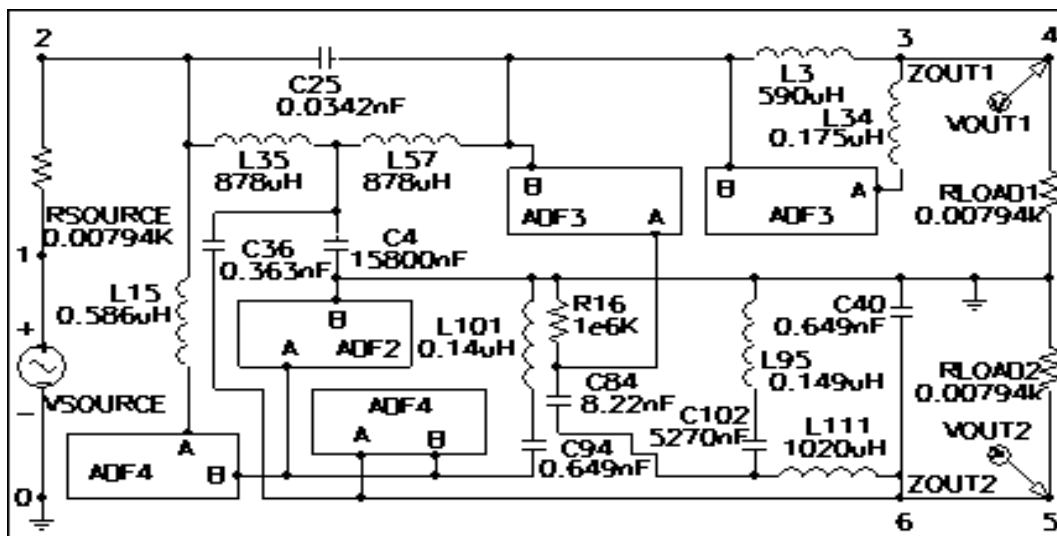 2
3
4
C25
0.0342nF
L3
590uH
ZOUT1
L34
0.175uH
VOUT1
L35
878uH
L57
878uH
B
ADF3
A
B
A
ADF3
RSOURCE
0.00794K
RLOAD1
0.00794K
1
C36
0.363nF
C4
15800nF
L15
0.586uH
B
A
ADF2
L101
0.14uH
R16
1e6K
C40
0.649nF
+
L95
0.149uH
RLOAD2
0.00794k
VSOURCE
–
ADF4
A
B
C84
8.22nF
C102
5270nF
L111
1020uH
VOUT2
A
ADF4
B
C94
0.649nF
ZOUT2
0
6
5